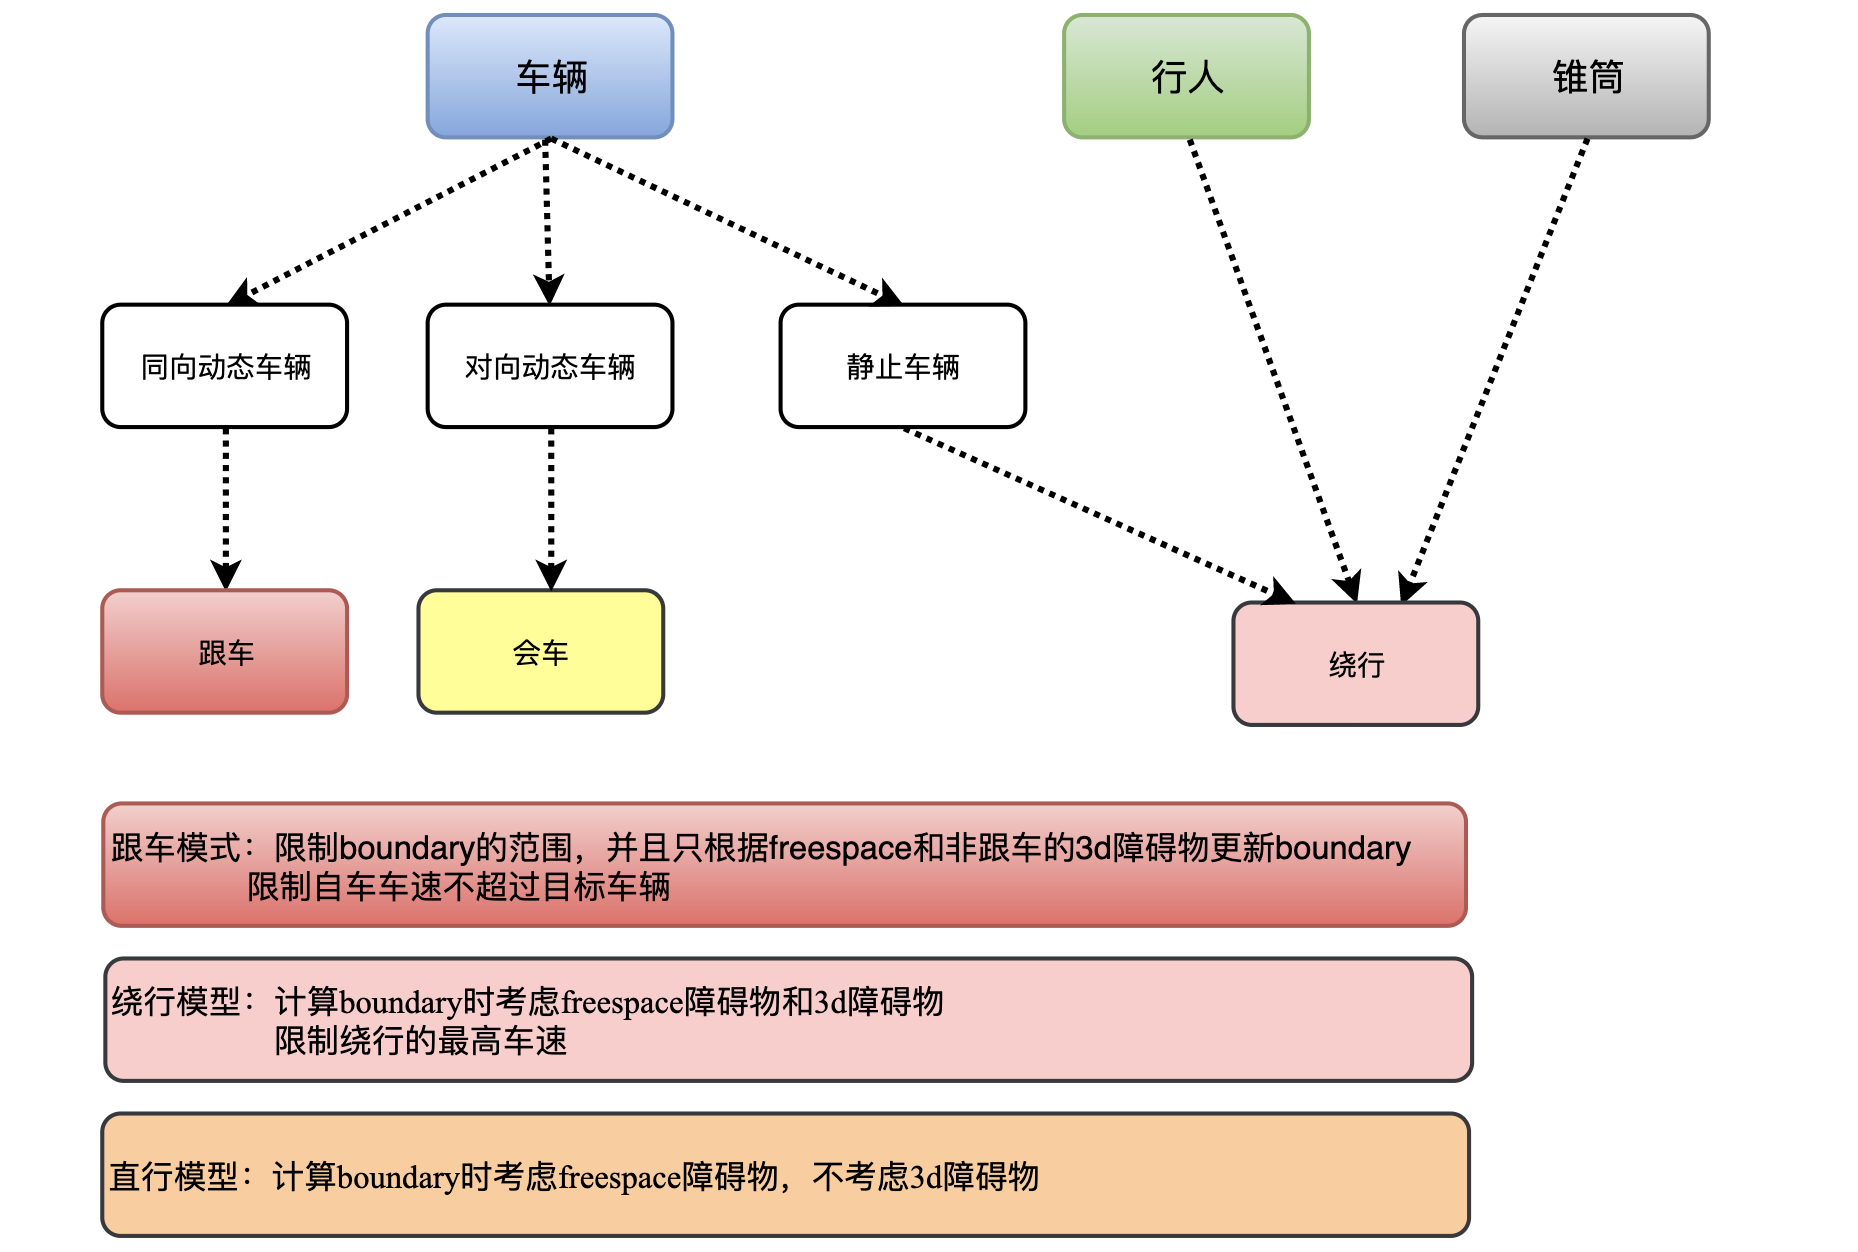 车辆
行人
锥筒
同向动态车辆
对向动态车辆
静止车辆
跟车
会车
绕行
跟车模式：限制boundary的范围，并且只根据freespace和非跟车的3d障碍物更新boundary
限制自车车速不超过目标车辆
绕行模型：计算boundary时考虑freespace障碍物和3d障碍物
限制绕行的最高车速
直行模型：计算boundary时考虑freespace障碍物，不考虑3d障碍物